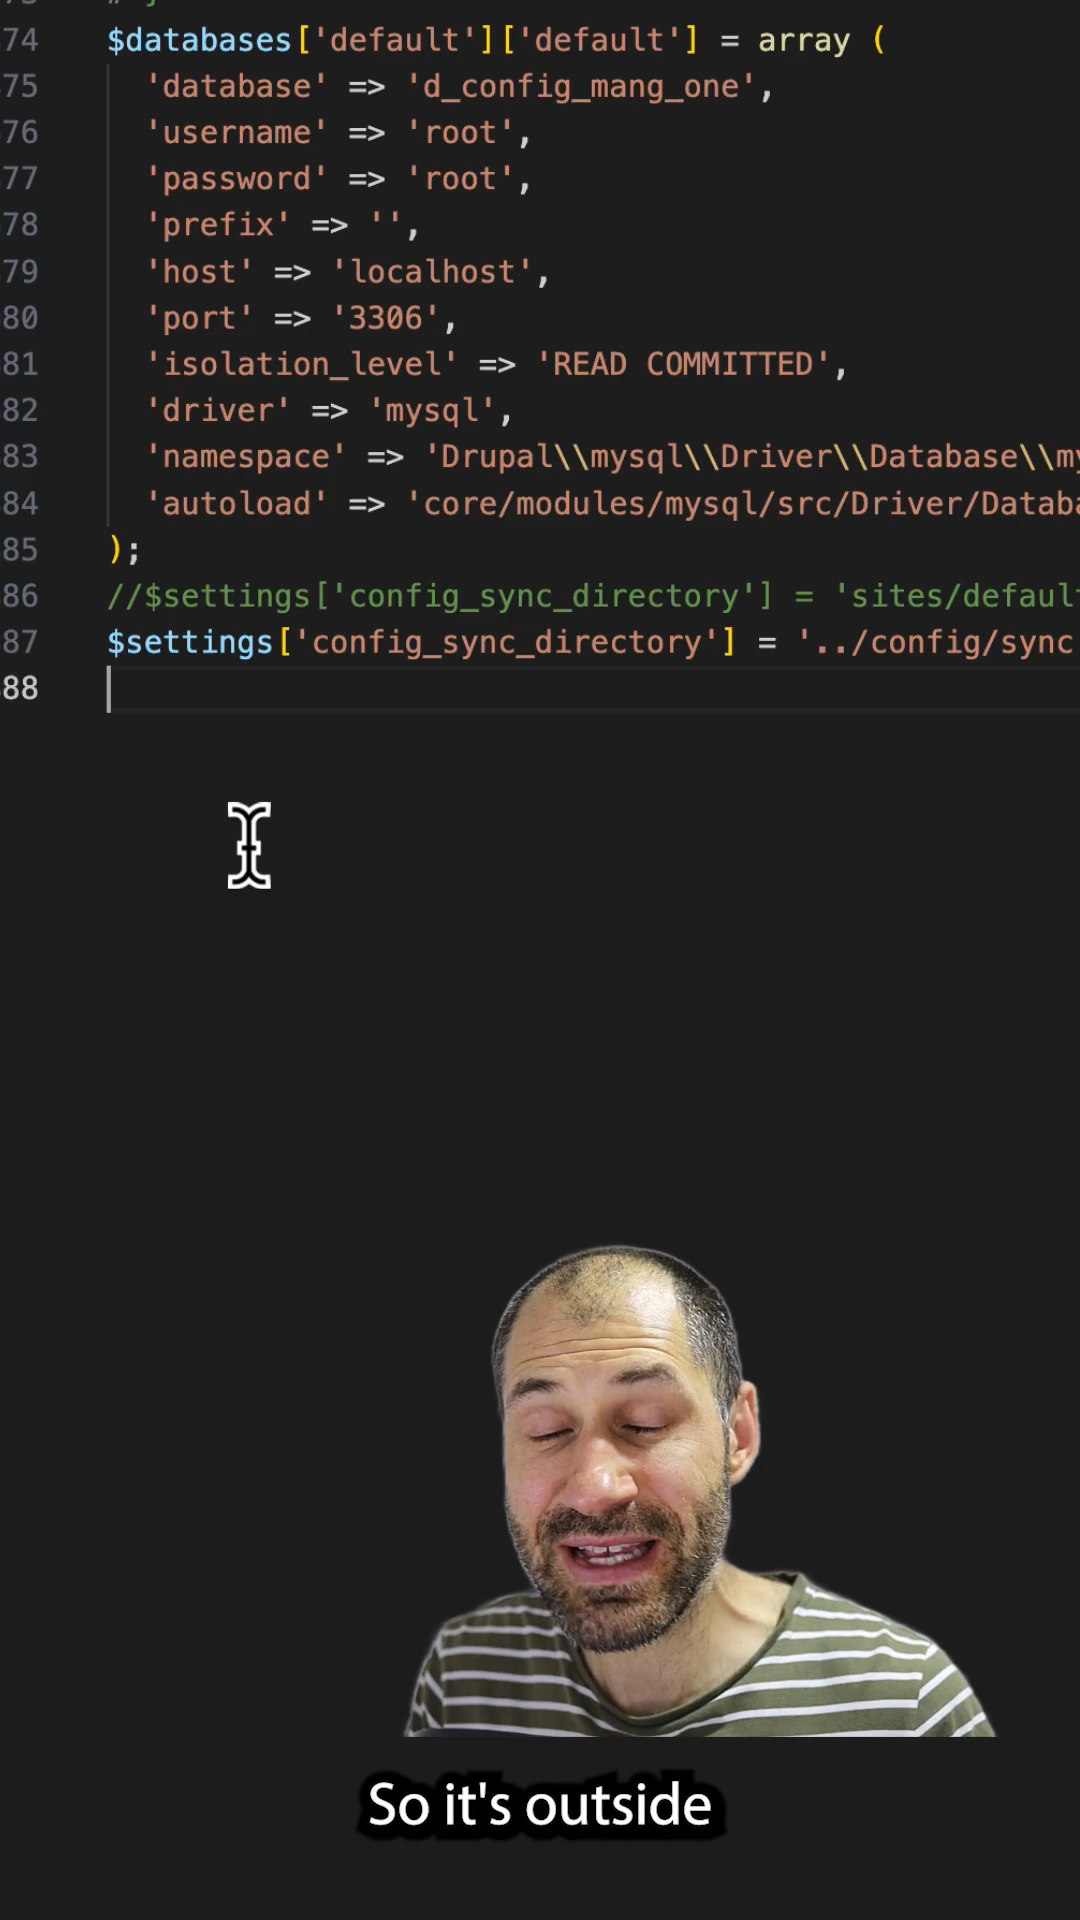 74 $databases['default']['default'] = array (
75 'database' => 'd_config_mang_one',
76 'username' => 'root',
77 'password' => 'root',
78 'prefix' => '',
79 'host' => 'localhost',
80 'port' => '3306',
81 'isolation_level' => 'READ COMMITTED',
82 'driver' => 'mysql',
83 'namespace' => 'Drupal\\mysql\\Driver\\Database\\my
84 'autoload' => 'core/modules/mysql/src/Driver/Databa
85 );
86 //$settings['config_sync_directory'] = 'sites/default
87 $settings['config_sync_directory'] = '../config/sync
88
So it's outside